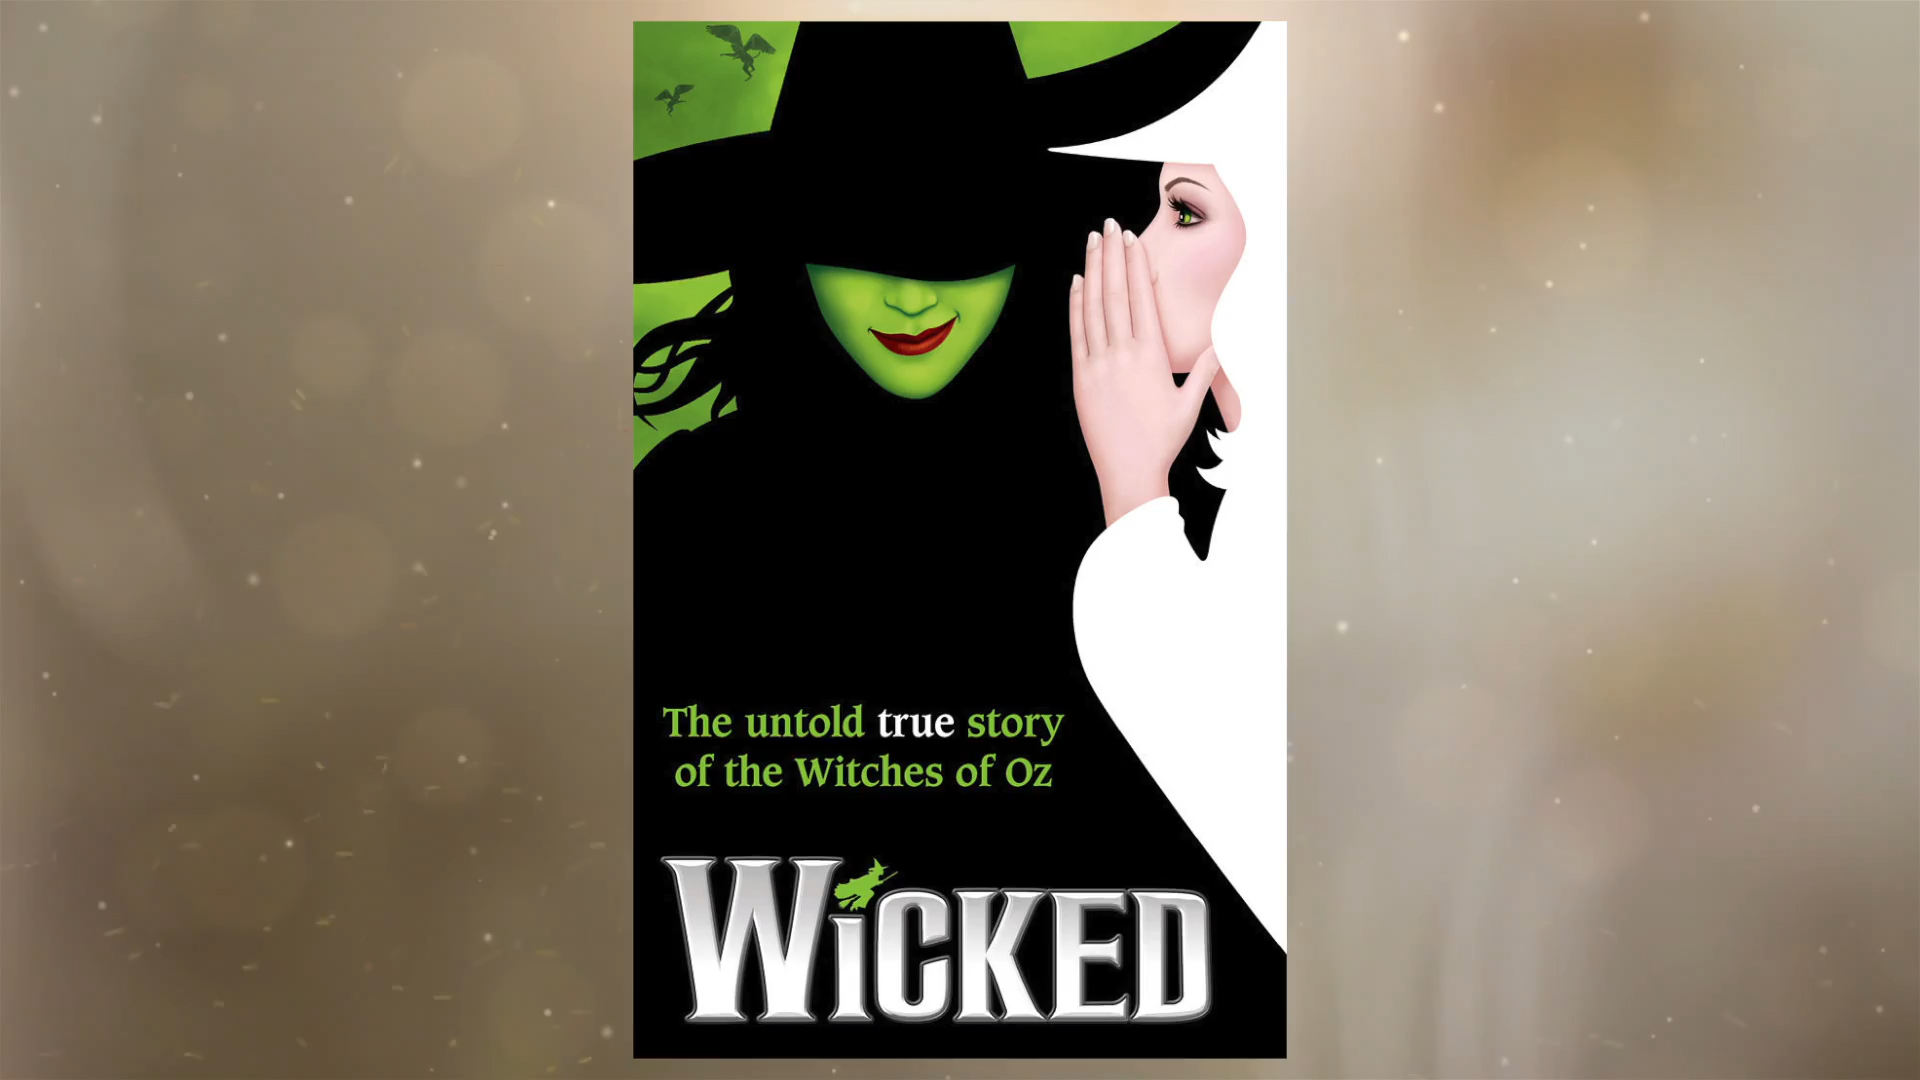 The untold true story
of the Witches of Oz
WICKED